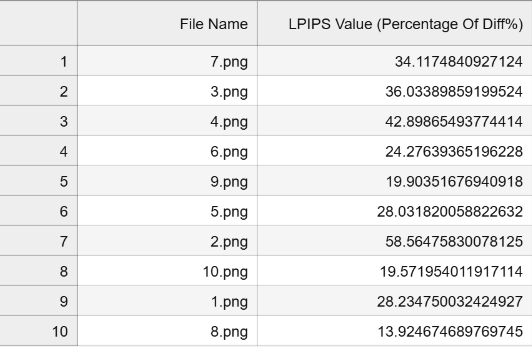 File Name LPIPS Value (Percentage Of Diff%)
1 7.png 34.1174840927124
2 3.png 36.03389859199524
3 4.png 42.89865493774414
4 6.png 24.27639365196228
5 9.png 19.90351676940918
6 5.png 28.031820058822632
7 2.png 58.56475830078125
8 10.png 19.571954011917114
9 1.png 28.234750032424927
10 8.png 13.924674689769745